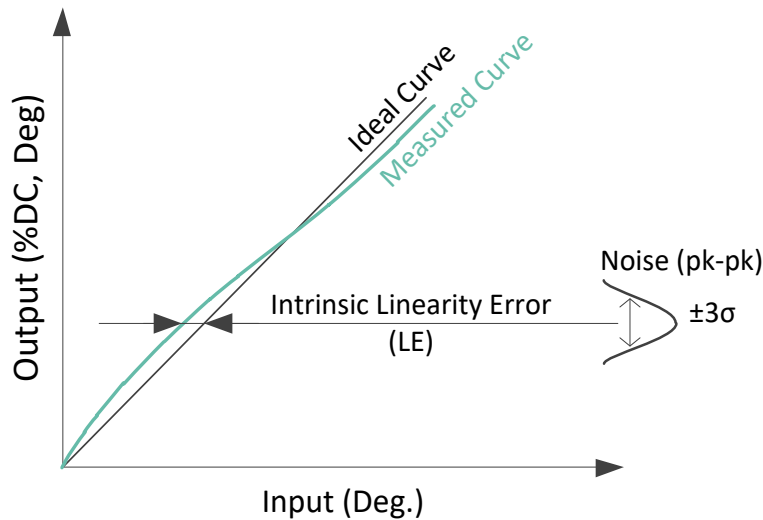 Output (%DC, Deg)
Ideal Curve
Measured Curve
Noise (pk-pk)
±3σ
Intrinsic Linearity Error
(LE)
Input (Deg.)